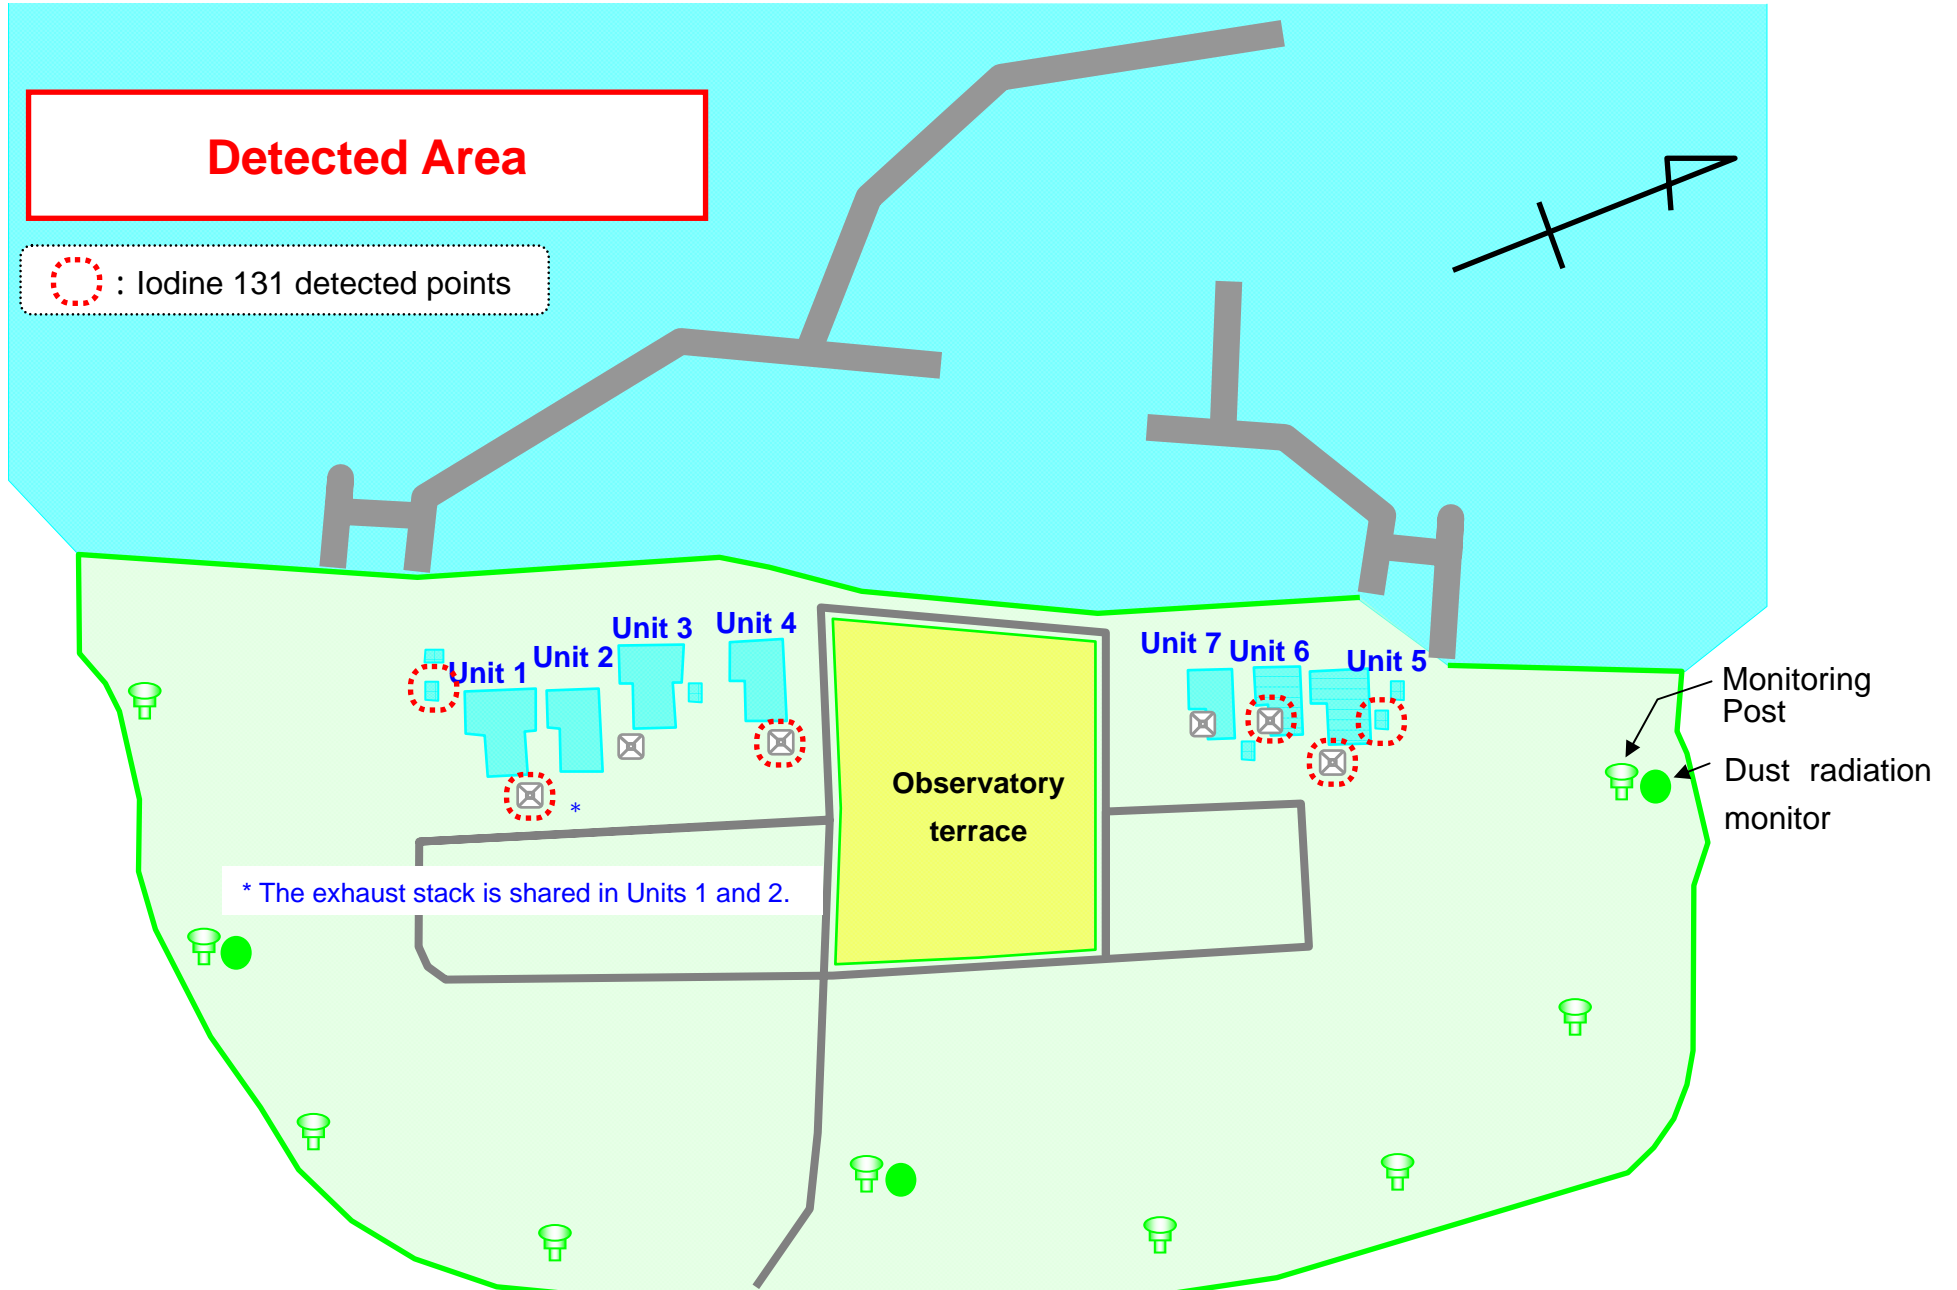 Detected Area
: Iodine 131 detected points
Unit 1
Unit 2
Unit 3
Unit 4
Unit 7
Unit 6
Unit 5
Monitoring
Post
Dust radiation
monitor
Observatory
terrace
*
* The exhaust stack is shared in Units 1 and 2.